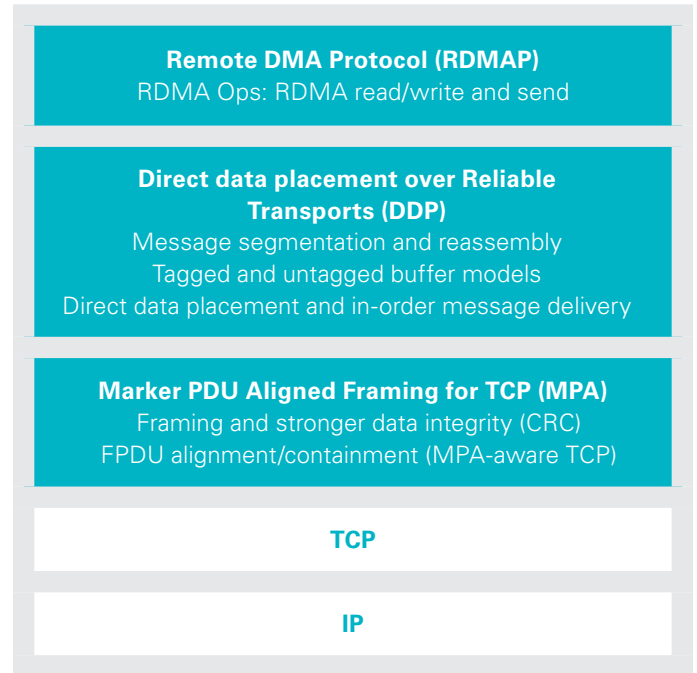 Remote DMA Protocol (RDMAP)
RDMA Ops: RDMA read/write and send
Direct data placement over Reliable
Transports (DDP)
Message segmentation and reassembly
Tagged and untagged buffer models
Direct data placement and in-order message delivery
Marker PDU Aligned Framing for TCP (MPA)
Framing and stronger data integrity (CRC)
FPDU alignment/containment (MPA-aware TCP)
TCP
IP